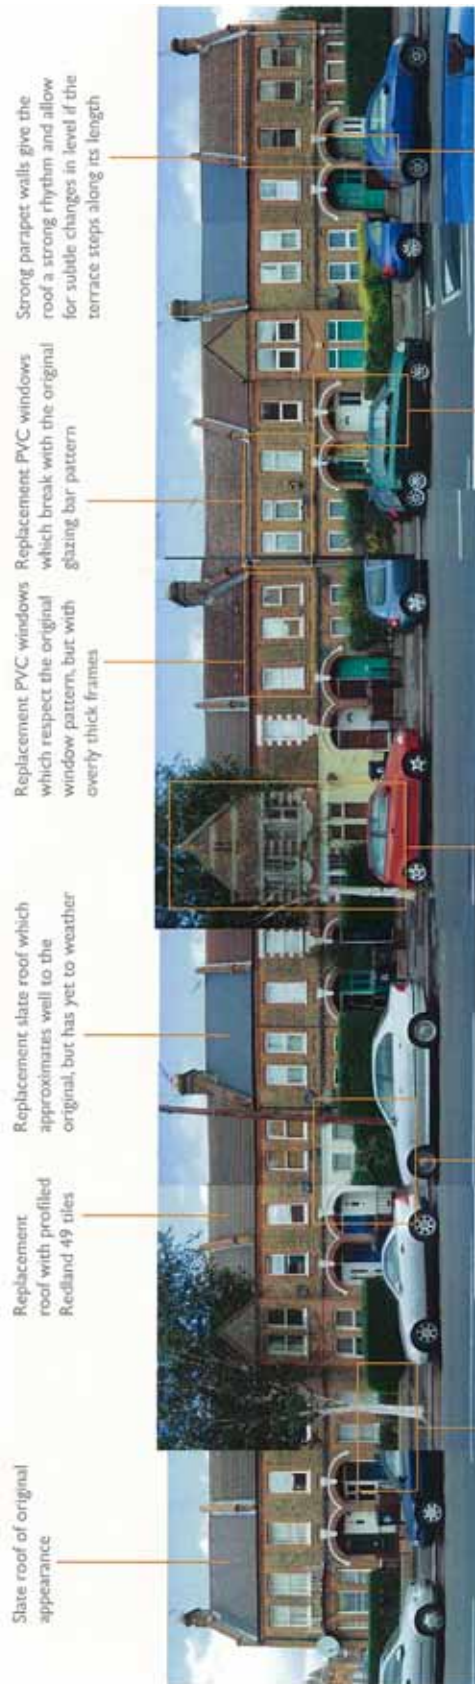 Slate roof of original
appearance
Replacement
roof with profiled
Redland 49 tiles
Replacement slate roof which
approximates well to the
original, but has yet to weather
Replacement PVC windows
which respect the original
window pattern, but with
overly thick frames
Replacement PVC windows
which break with the original
glazing bar pattern
Strong parapet walls give the
roof a strong rhythm and allow
for subtle changes in level if the
terrace steps along its length